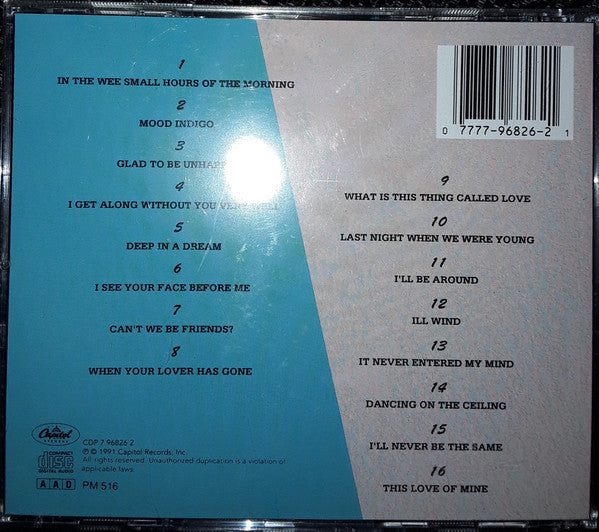 1
IN THE WEE SMALL HOURS OF THE MORNING
2
MOOD INDIGO
3
GLAD TO BE
4
I GET ALONG WITHOUT YOU VERY WELL
5
DEEP IN A DREAM
6
I SEE YOUR FACE BEFORE ME
7
CAN'T WE BE FRIENDS?
8
WHEN YOUR LOVER HAS GONE
0 7777-96826-2 1
9
WHAT IS THIS THING CALLED LOVE
10
LAST NIGHT WHEN WE WERE YOUNG
11
I'LL BE AROUND
12
ILL WIND
13
IT NEVER ENTERED MY MIND
14
DANCING ON THE CEILING
15
I'LL NEVER BE THE SAME
16
THIS LOVE OF MINE
Capitol
CDP 7 96826 2
℗ © 1991 Capitol Records, Inc.
All rights reserved. Unauthorized duplication is a violation of
applicable laws.
COMPACT
disc
DIGITAL AUDIO
AAD PM 516